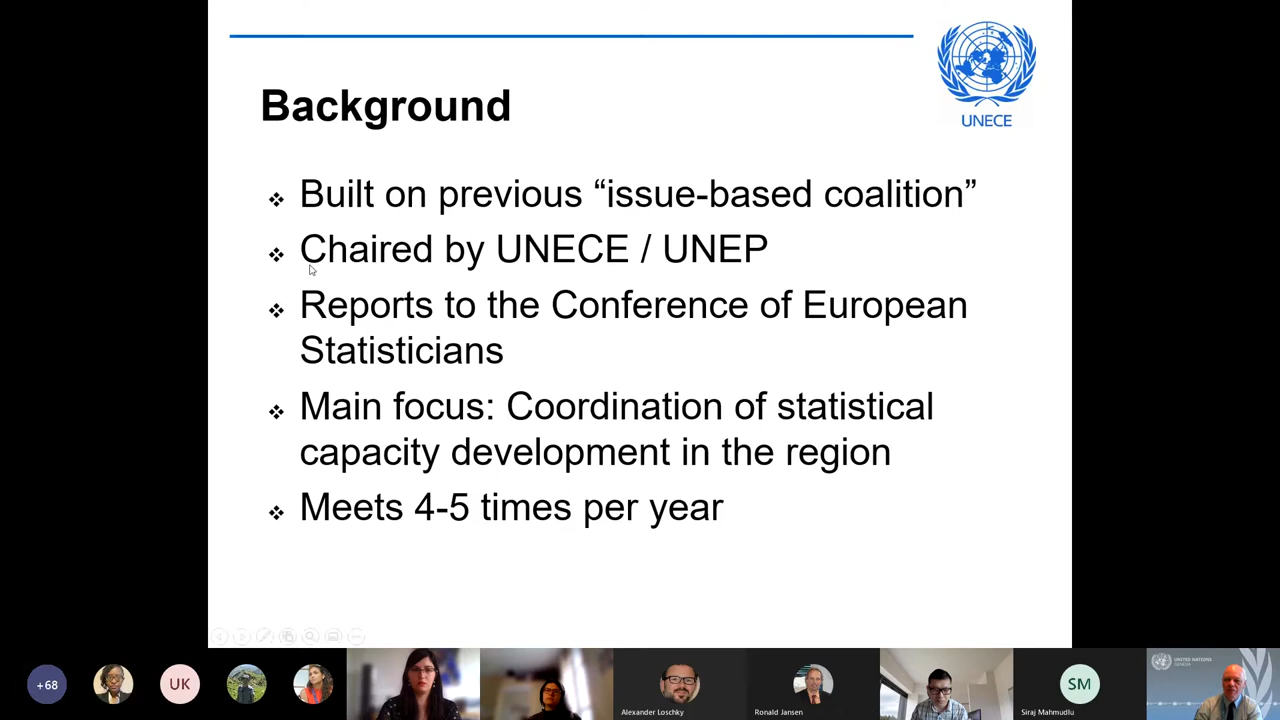 UNECE
Background
Built on previous “issue-based coalition”
Chaired by UNECE / UNEP
Reports to the Conference of European
Statisticians
Main focus: Coordination of statistical
capacity development in the region
Meets 4-5 times per year
+68
UK
Alexander Loschky
Ronald Jansen
SM
Siraj Mahmudlu
UNITED NATIONS
GENEVA